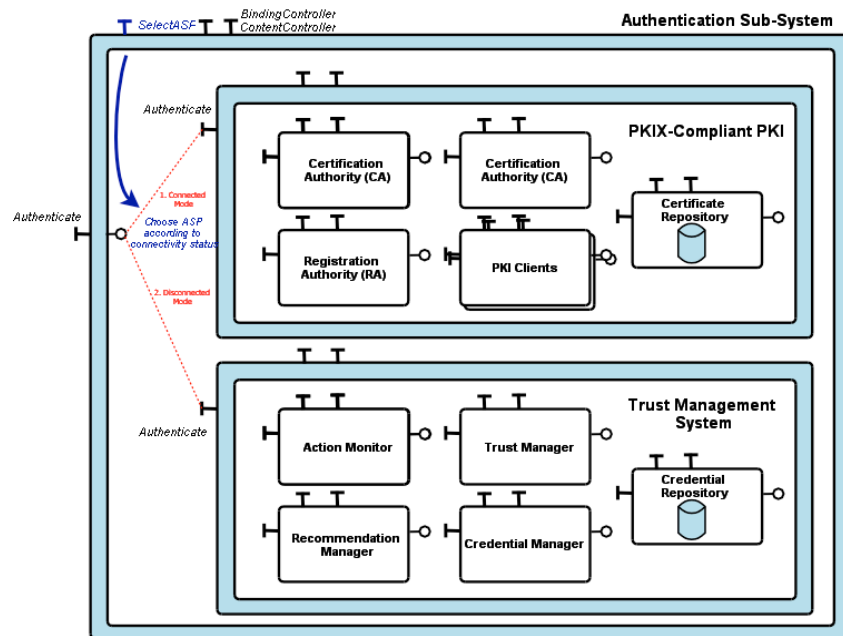 SelectASF
BindingController
ContentController
Authentication Sub-System
Authenticate
PKIX-Compliant PKI
Certification
Authority (CA)
Certification
Authority (CA)
Certificate
Repository
1. Connected
Mode
Authenticate
Choose ASP
according to
connectivity status
Registration
Authority (RA)
PKI Clients
2. Disconnected
Mode
Authenticate
Trust Management
System
Action Monitor
Trust Manager
Credential
Repository
Recommendation
Manager
Credential Manager